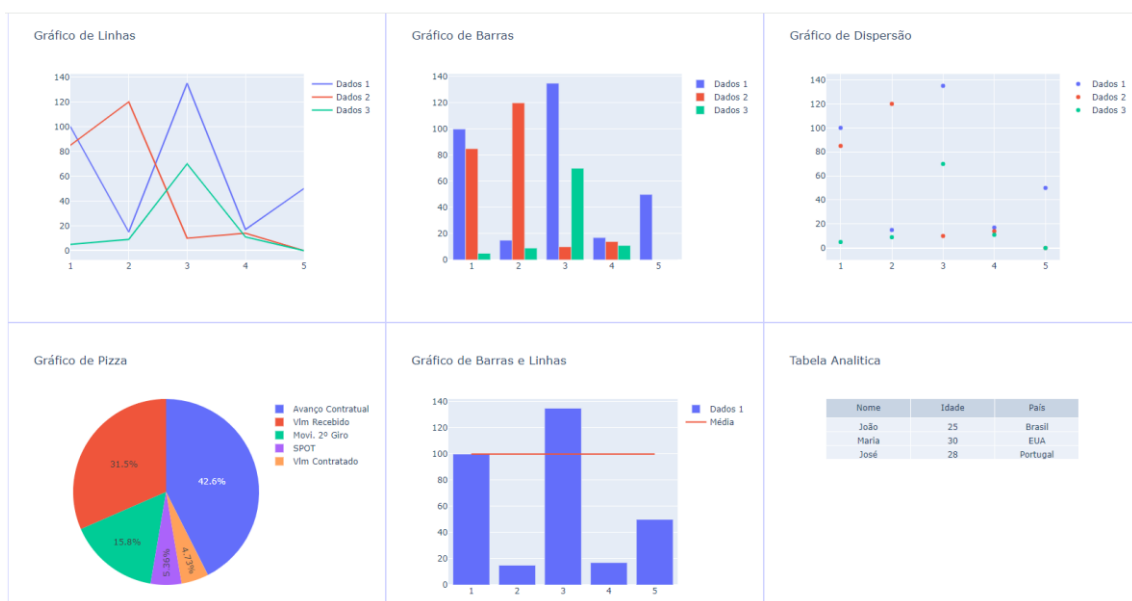 Gráfico de Linhas
140
120
100
80
60
40
20
0
1 2 3 4 5
Dados 1
Dados 2
Dados 3
Gráfico de Barras
140
120
100
80
60
40
20
0
1 2 3 4 5
Dados 1
Dados 2
Dados 3
Gráfico de Dispersão
140
120
100
80
60
40
20
0
1 2 3 4 5
Dados 1
Dados 2
Dados 3
Gráfico de Pizza
42.6%
31.5%
15.8%
5.36%
4.73%
Avanço Contratual
Vlm Recebido
Movi. 2º Giro
SPOT
Vlm Contratado
Gráfico de Barras e Linhas
140
120
100
80
60
40
20
0
1 2 3 4 5
Dados 1
Média
Tabela Analitica
Nome Idade País
João 25 Brasil
Maria 30 EUA
José 28 Portugal